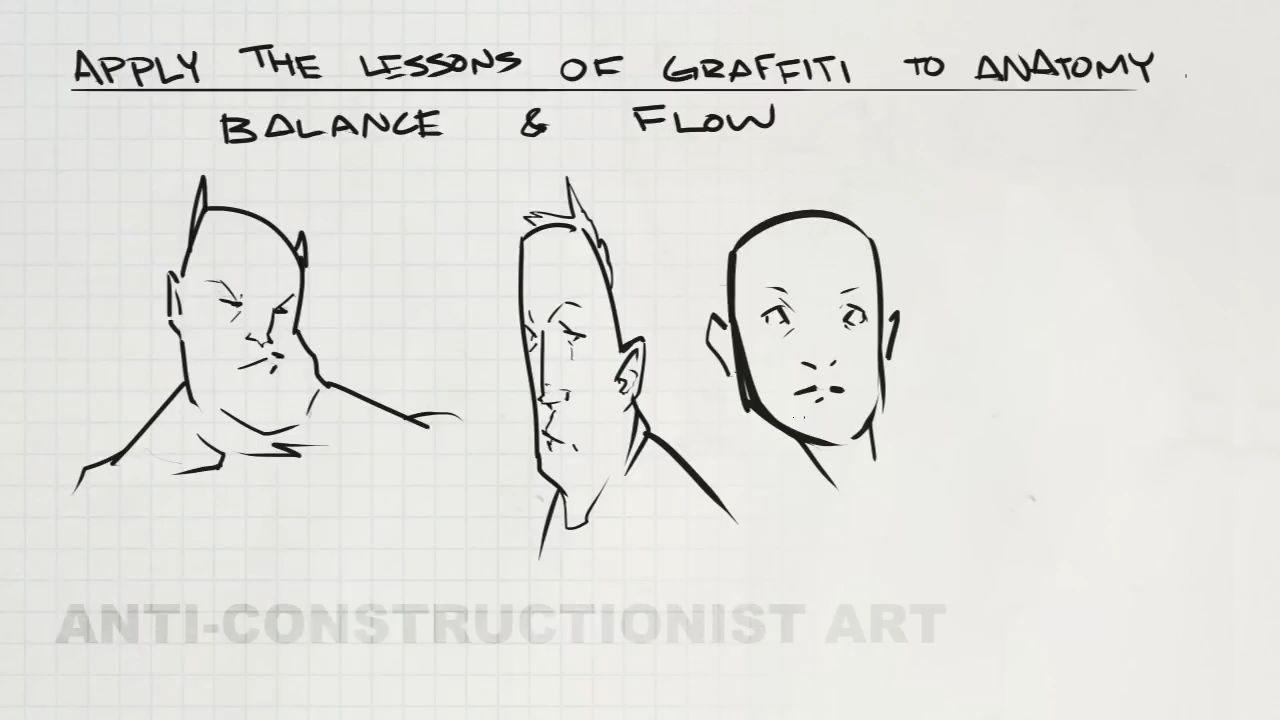 APPLY THE LESSONS OF GRAFFITI TO ANATOMY
BALANCE & FLOW
ANTI-CONSTRUCTIONIST ART